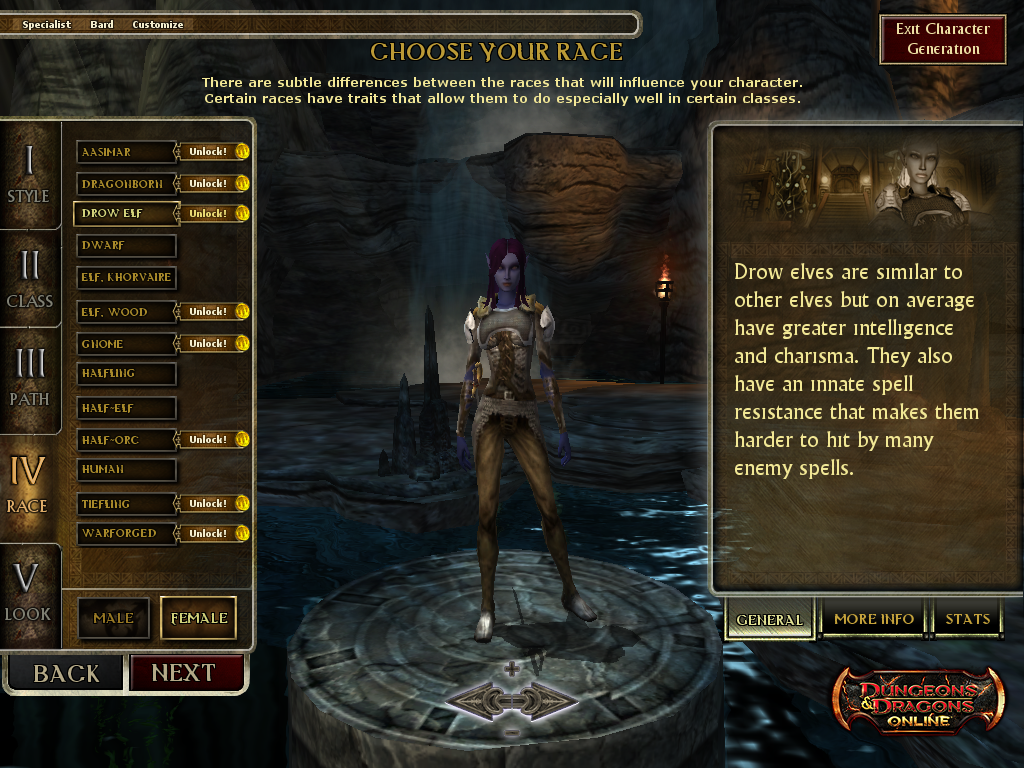 Specialist Bard Customize
Exit Character
Generation
CHOOSE YOUR RACE
There are subtle differences between the races that will influence your character.
Certain races have traits that allow them to do especially well in certain classes.
I
STYLE
II
CLASS
III
PATH
IV
RACE
V
LOOK
AASIMAR Unlock!
DRAGONBORN Unlock!
DROW ELF Unlock!
DWARF
ELF, KHORVAIRE
ELF, WOOD Unlock!
GNOME Unlock!
HALFLING
HALF-ELF
HALF-ORC Unlock!
HUMAN
TIEFLING Unlock!
WARFORGED Unlock!
MALE FEMALE
BACK NEXT
Drow elves are similar to
other elves but on average
have greater intelligence
and charisma. They also
have an innate spell
resistance that makes them
harder to hit by many
enemy spells.
GENERAL MORE INFO STATS
DUNGEONS
& DRAGONS
ONLINE